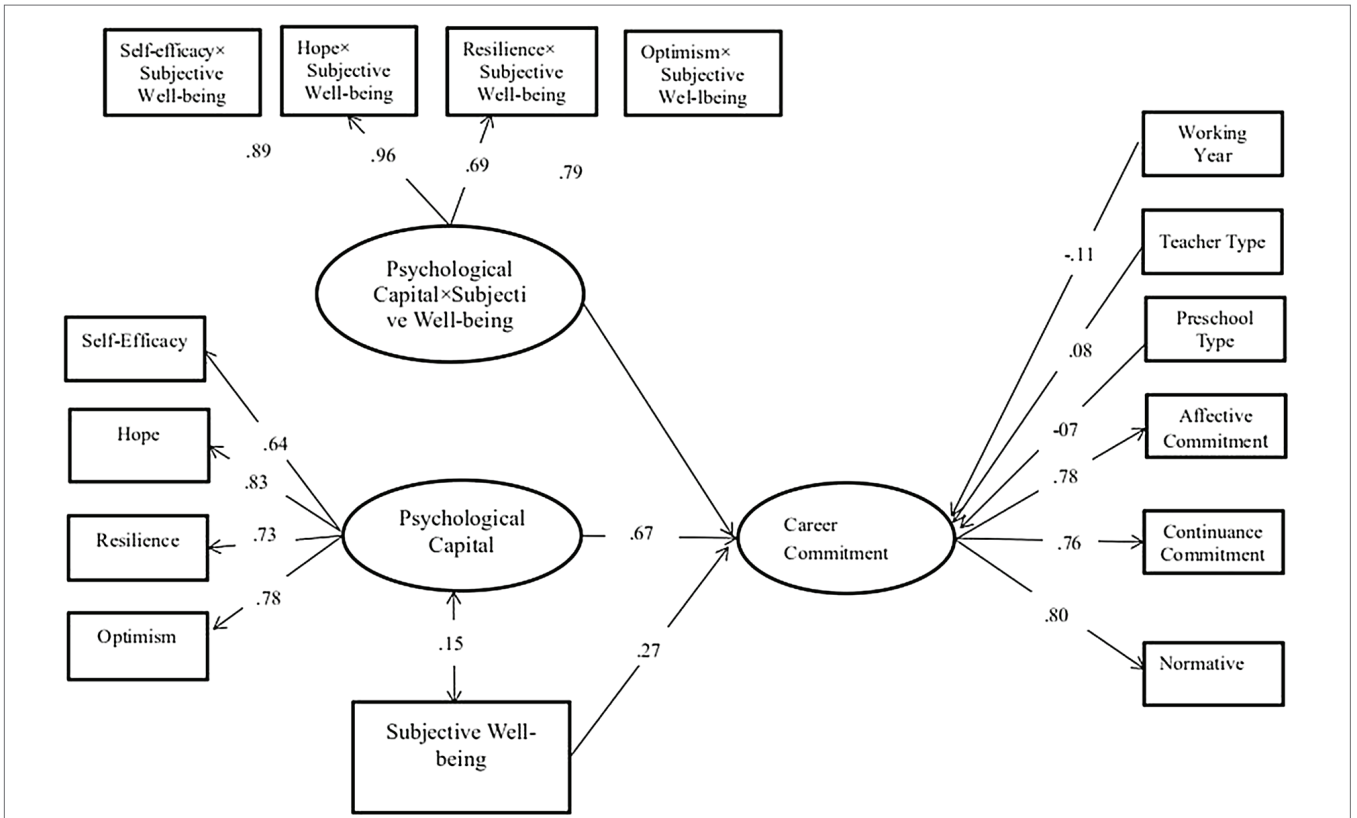 Self-efficacy×
Subjective
Well-being
Hope×
Subjective
Well-being
Resilience×
Subjective
Well-being
Optimism×
Subjective
Wel-lbeing
.89
.96
.69
.79
Psychological
Capital×Subjecti
ve Well-being
Self-Efficacy
Hope
Resilience
Optimism
.64
.83
.73
.78
Psychological
Capital
.15
Subjective Well-
being
.67
.27
Career
Commitment
Working
Year
Teacher Type
Preschool
Type
Affective
Commitment
Continuance
Commitment
Normative
-.11
.08
-07
.78
.76
.80